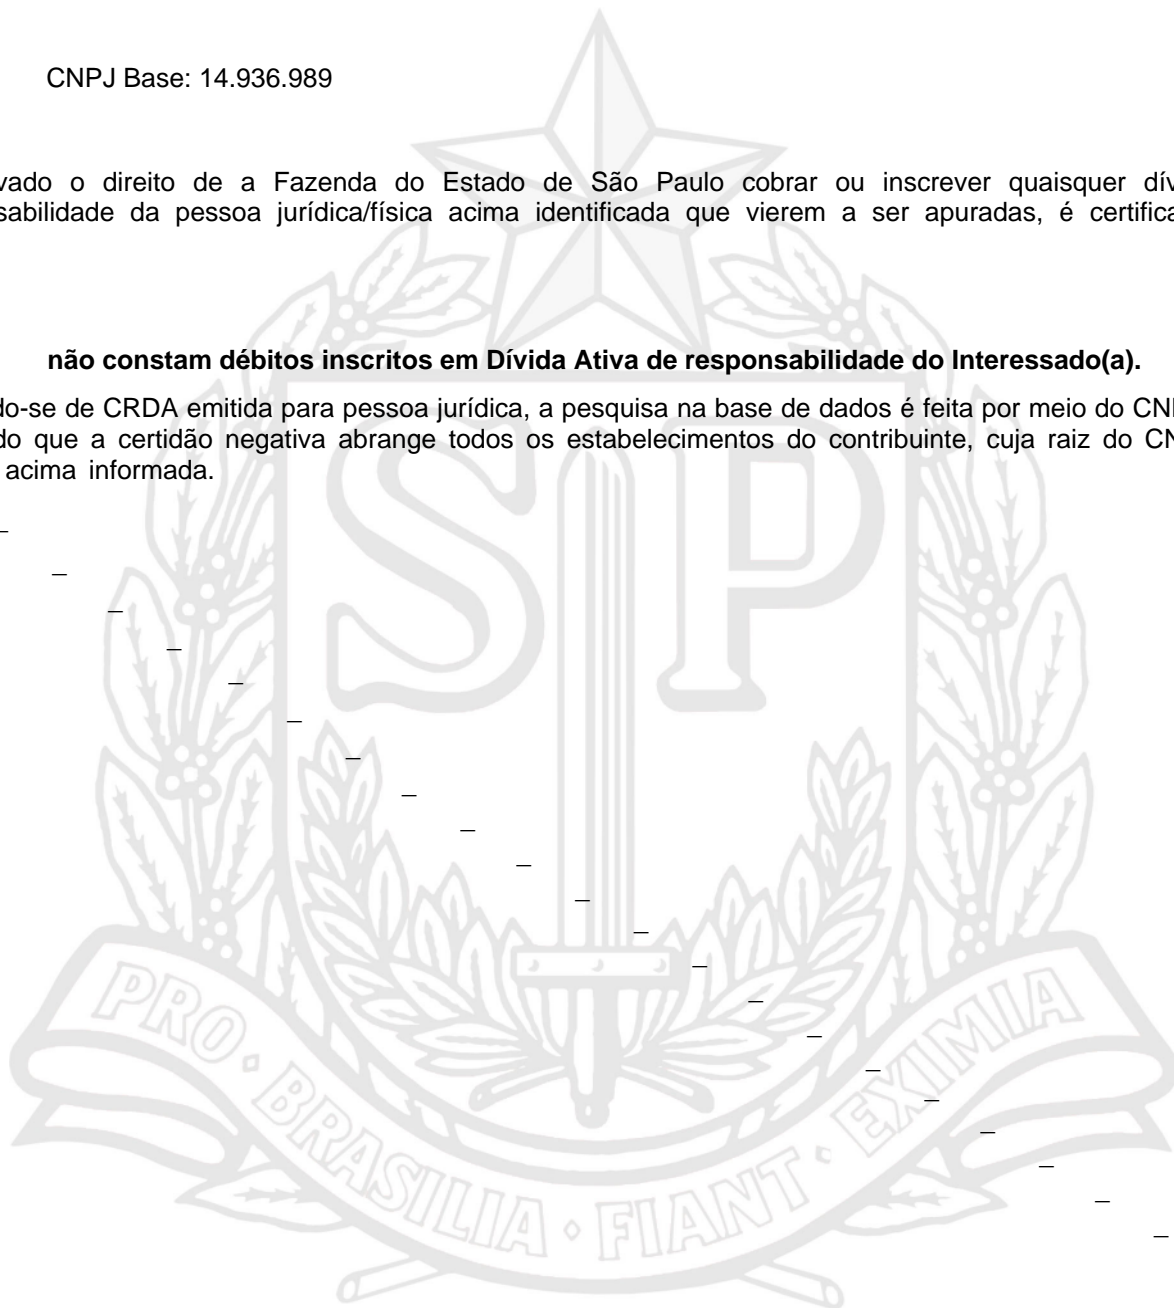 CNPJ Base: 14.936.989
vado o direito de a Fazenda do Estado de São Paulo cobrar ou inscrever quaisquer dív
sabilidade da pessoa jurídica/física acima identificada que vierem a ser apuradas, é certifica
não constam débitos inscritos em Dívida Ativa de responsabilidade do Interessado(a).
do-se de CRDA emitida para pessoa jurídica, a pesquisa na base de dados é feita por meio do CN
do que a certidão negativa abrange todos os estabelecimentos do contribuinte, cuja raiz do CN
acima informada.
SP
PRO • BRASILIA • FIANT • EXIMIA